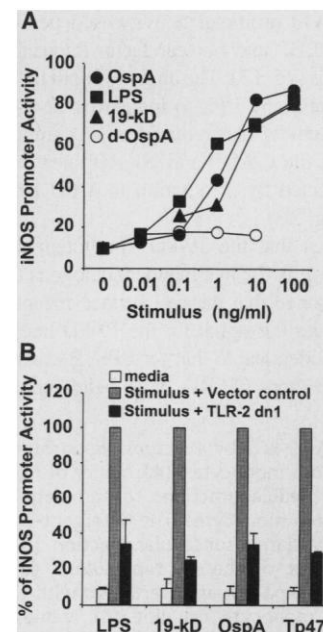 A
iNOS Promoter Activity
100
80
60
40
20
0
OspA
LPS
19-kD
d-OspA
0 0.01 0.1 1 10 100
Stimulus (ng/ml)
B
% of iNOS Promoter Activity
120
100
80
60
40
20
0
media
Stimulus + Vector control
Stimulus + TLR-2 dn1
LPS 19-kD OspA Tp47